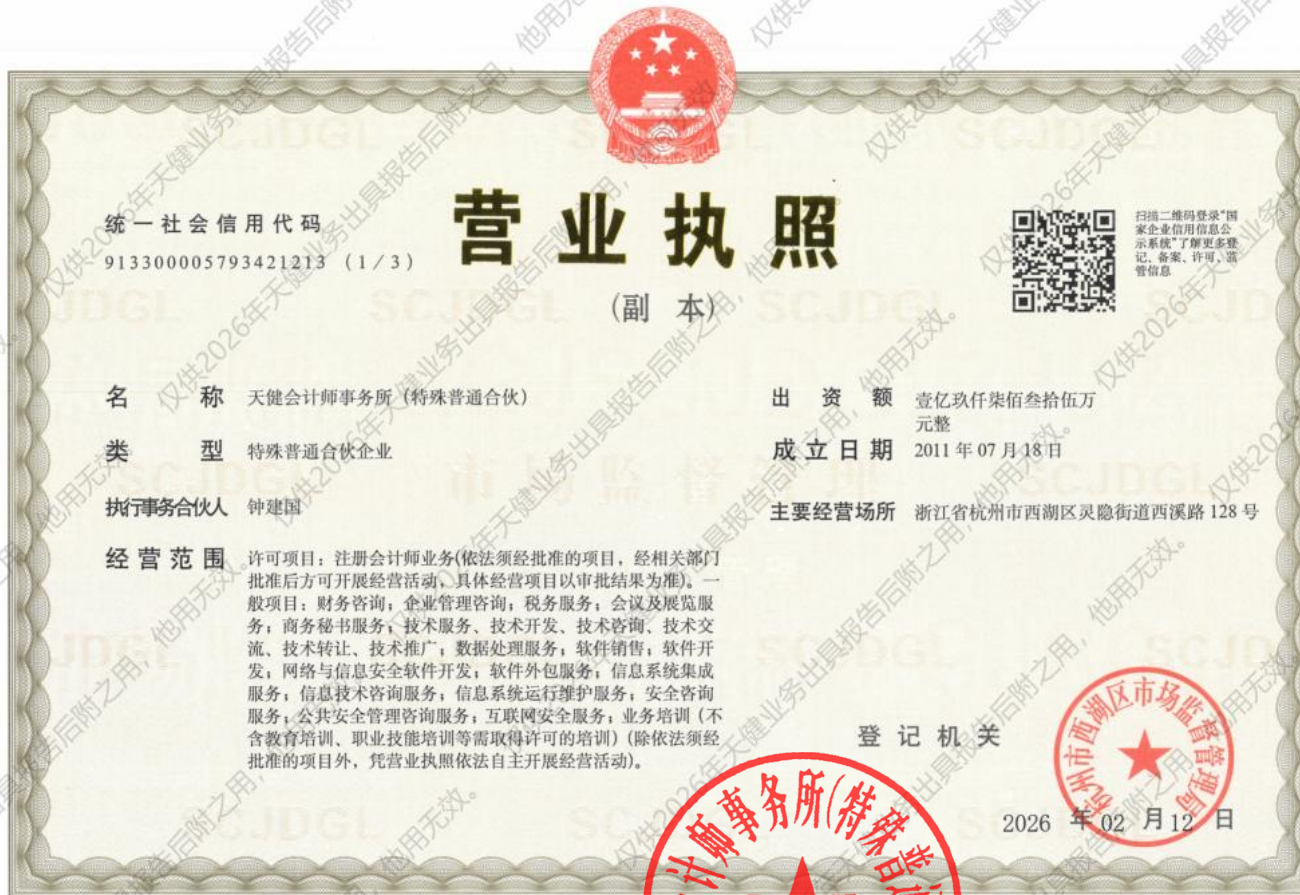 营业执照
(副 本)
统一社会信用代码
913300005793421213 (1/3)
扫描二维码登录“国
家企业信用信息公
示系统”了解更多登
记、备案、许可、监
管信息
名 称 天健会计师事务所（特殊普通合伙）
类 型 特殊普通合伙企业
执行事务合伙人 钟建国
经营范围 许可项目：注册会计师业务(依法须经批准的项目，经相关部门
批准后方可开展经营活动，具体经营项目以审批结果为准)。一
般项目：财务咨询；企业管理咨询；税务服务；会议及展览服
务；商务秘书服务；技术服务、技术开发、技术咨询、技术交
流、技术转让、技术推广；数据处理服务；软件销售；软件开
发；网络与信息安全软件开发；软件外包服务；信息系统集成
服务；信息技术咨询服务；信息系统运行维护服务；安全咨询
服务；公共安全管理咨询服务；互联网安全服务；业务培训（不
含教育培训、职业技能培训等需取得许可的培训）(除依法须经
批准的项目外，凭营业执照依法自主开展经营活动)。
出 资 额 壹亿玖仟柒佰叁拾伍万
元整
成立日期 2011年07月18日
主要经营场所 浙江省杭州市西湖区灵隐街道西溪路128号
登记机关
杭州市西湖区市场监督管理局
2026 年 02 月 12 日
计师事务所(特殊普通
仅供2026年天健业务出具报告后附之用，他用无效。
SCJDGL
市场监督管理